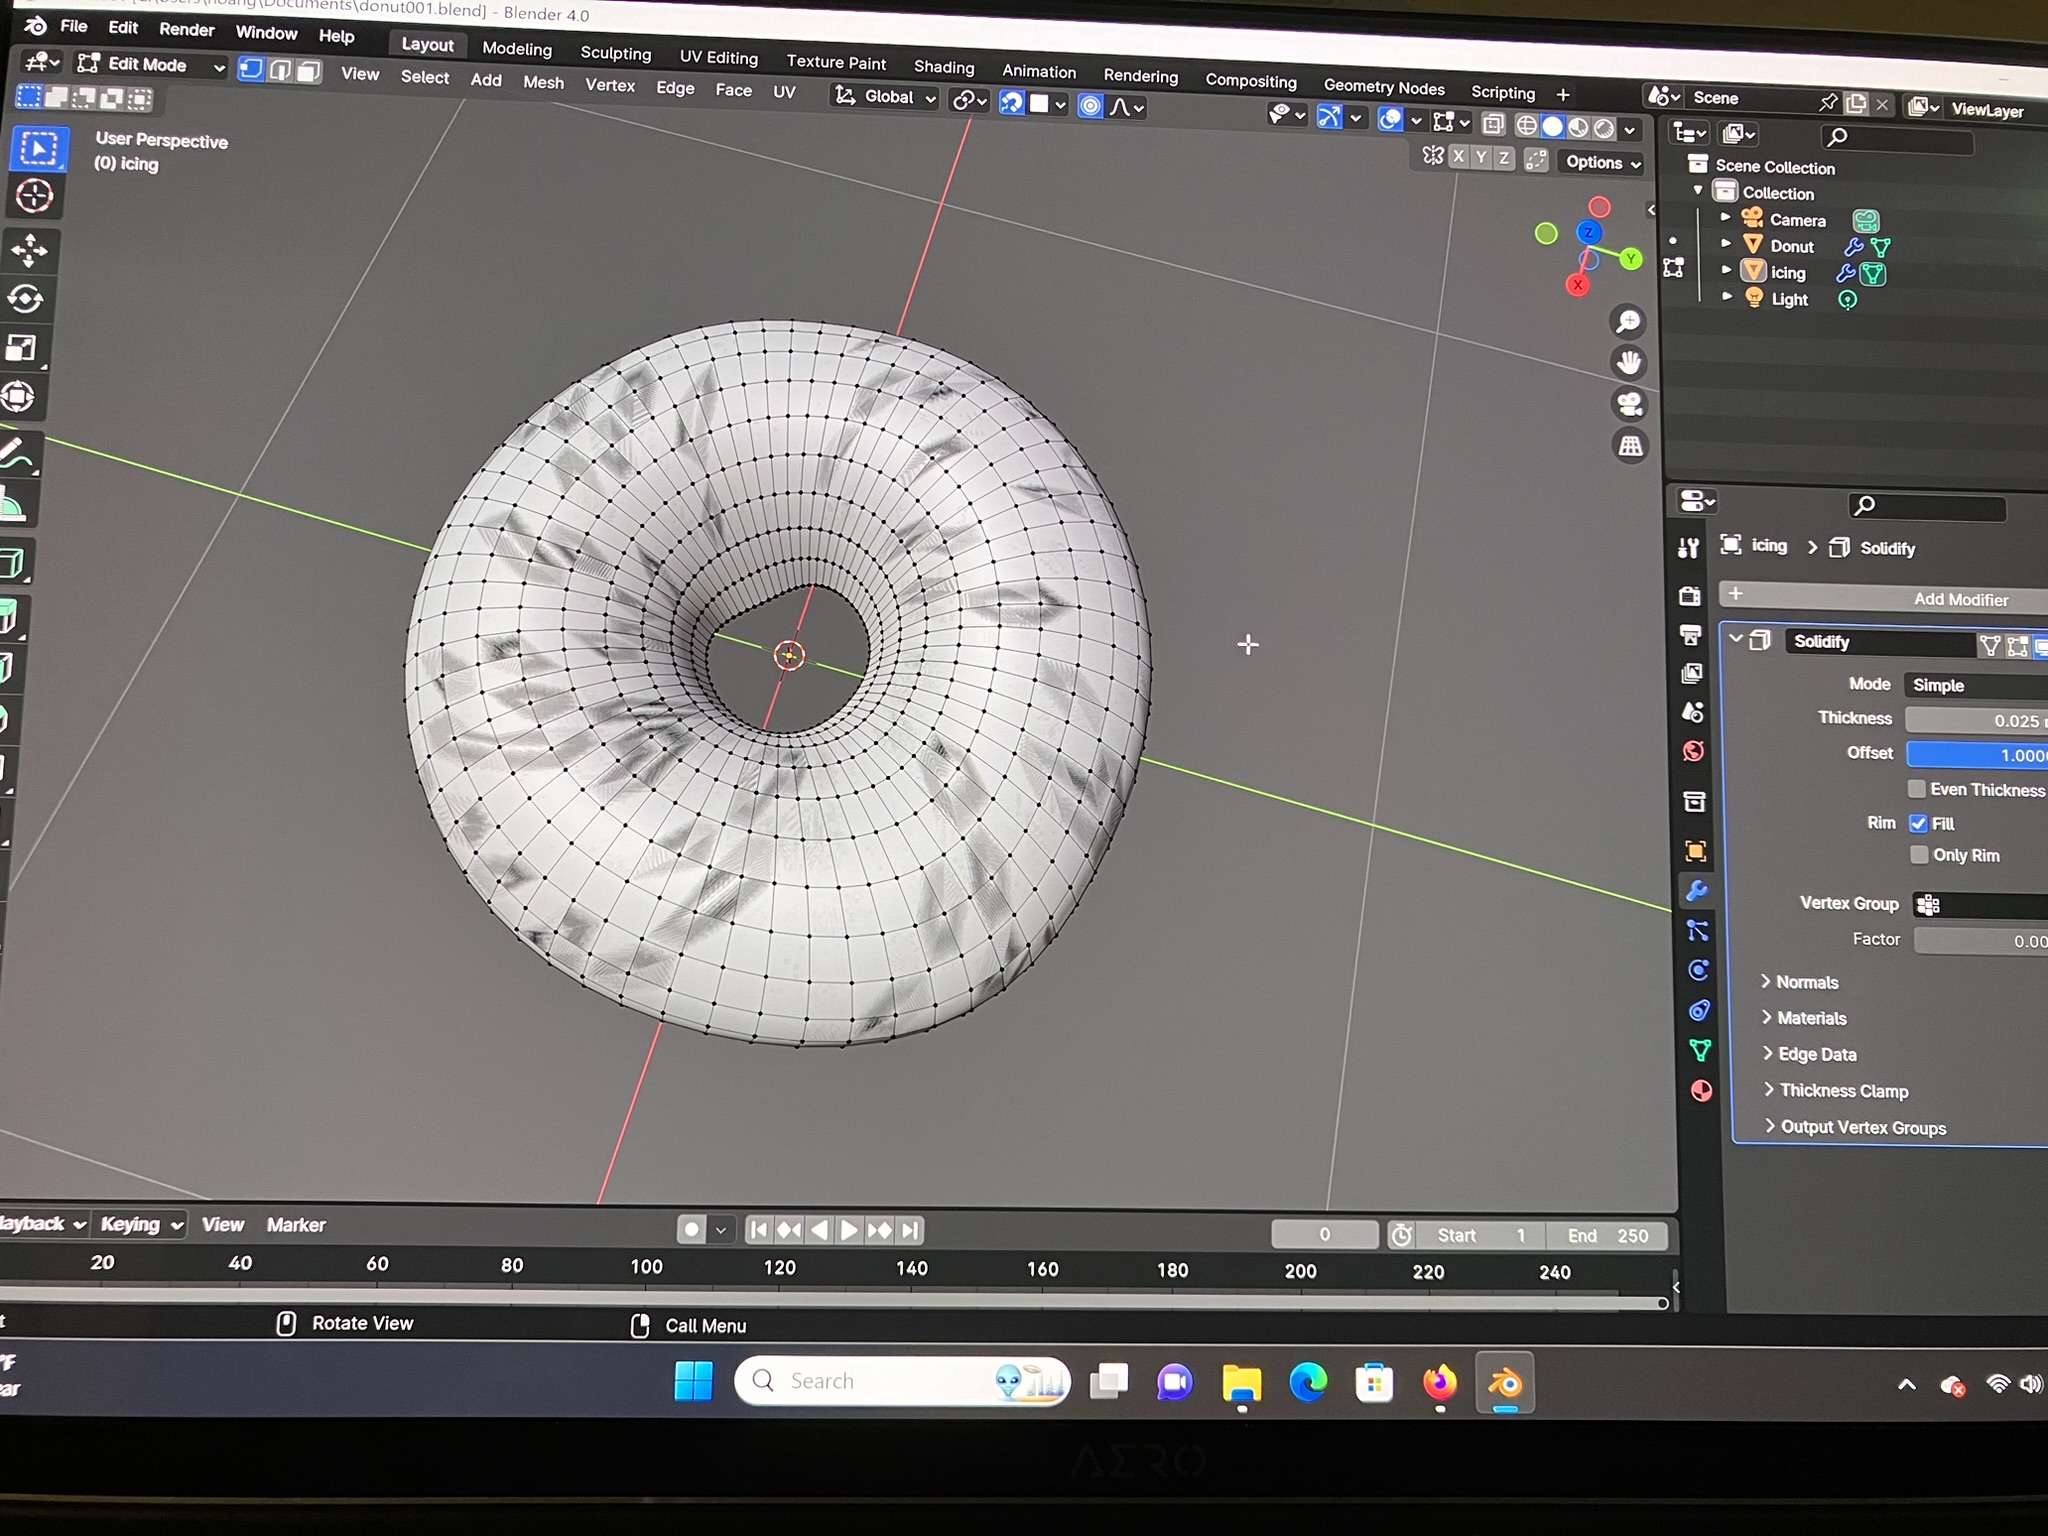 \Documents\donut001.blend] - Blender 4.0
File Edit Render Window Help Layout Modeling Sculpting UV Editing Texture Paint Shading Animation Rendering Compositing Geometry Nodes Scripting + Scene ViewLayer
Edit Mode View Select Add Mesh Vertex Edge Face UV Global
X Y Z Options
User Perspective
(0) icing
Z
Y
X
Scene Collection
Collection
Camera
Donut
icing
Light
icing > Solidify
+ Add Modifier
Solidify
Mode Simple
Thickness 0.025
Offset 1.000
Even Thickness
Rim Fill
Only Rim
Vertex Group
Factor 0.00
Normals
Materials
Edge Data
Thickness Clamp
Output Vertex Groups
layback Keying View Marker
0 Start 1 End 250
20 40 60 80 100 120 140 160 180 200 220 240
Rotate View Call Menu
Search
AERO